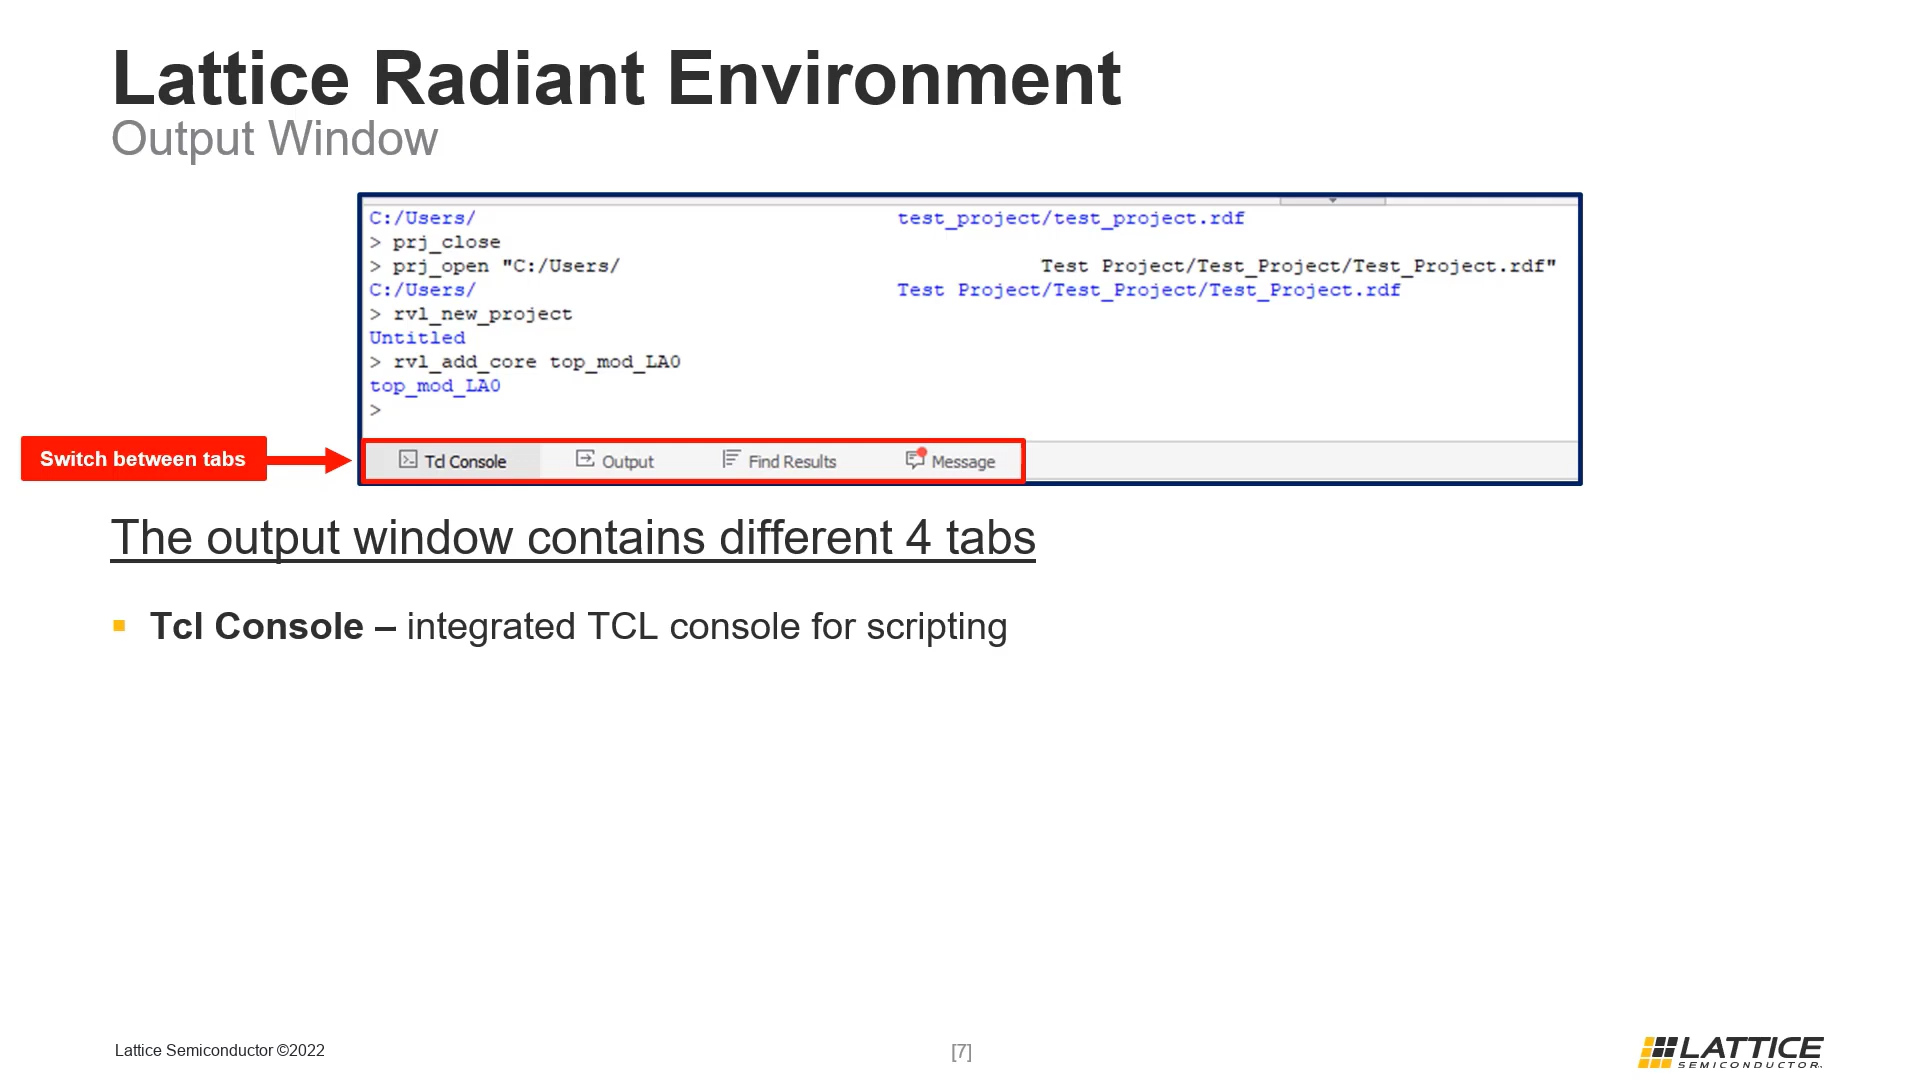 Lattice Radiant Environment
Output Window
C:/Users/ test_project/test_project.rdf
> prj_close
> prj_open "C:/Users/ Test Project/Test_Project/Test_Project.rdf"
C:/Users/ Test Project/Test_Project/Test_Project.rdf
> rvl_new_project
Untitled
> rvl_add_core top_mod_LA0
top_mod_LA0
>
Switch between tabs
Tcl Console Output Find Results Message
The output window contains different 4 tabs
▪ Tcl Console – integrated TCL console for scripting
Lattice Semiconductor ©2022
[7]
LATTICE
SEMICONDUCTOR